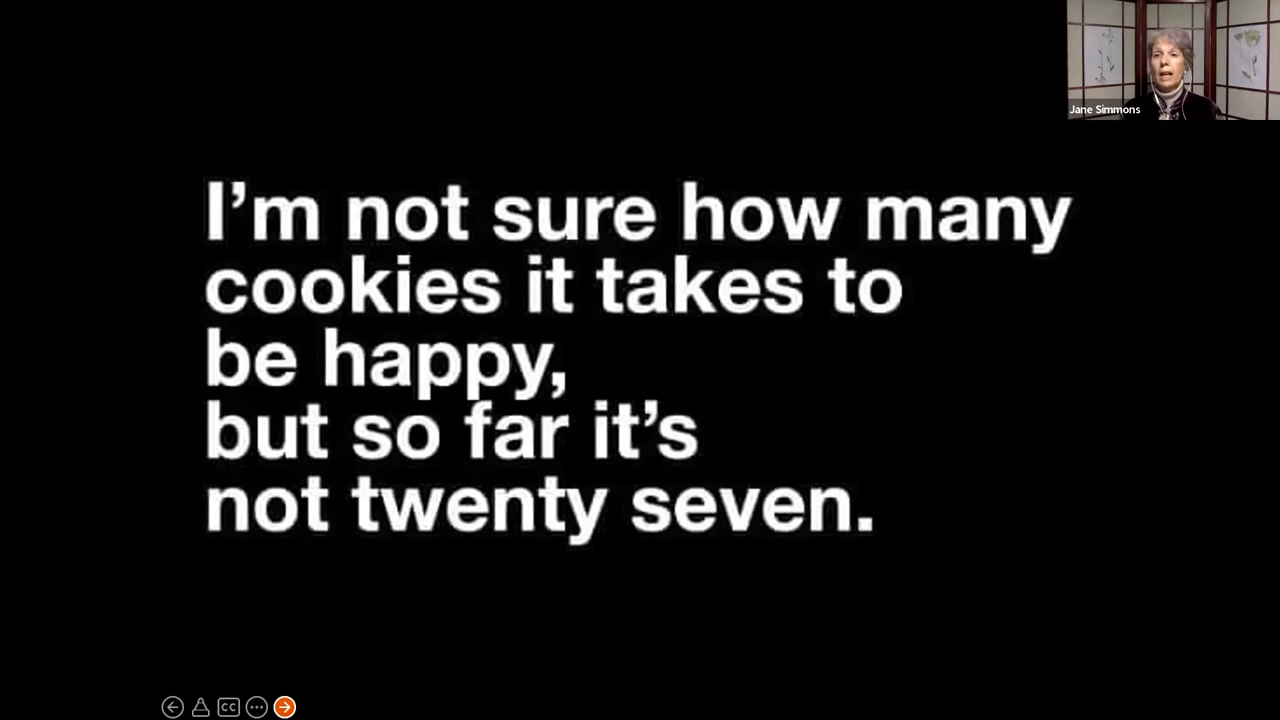 Jane Simmons
I’m not sure how many
cookies it takes to
be happy,
but so far it’s
not twenty seven.
CC